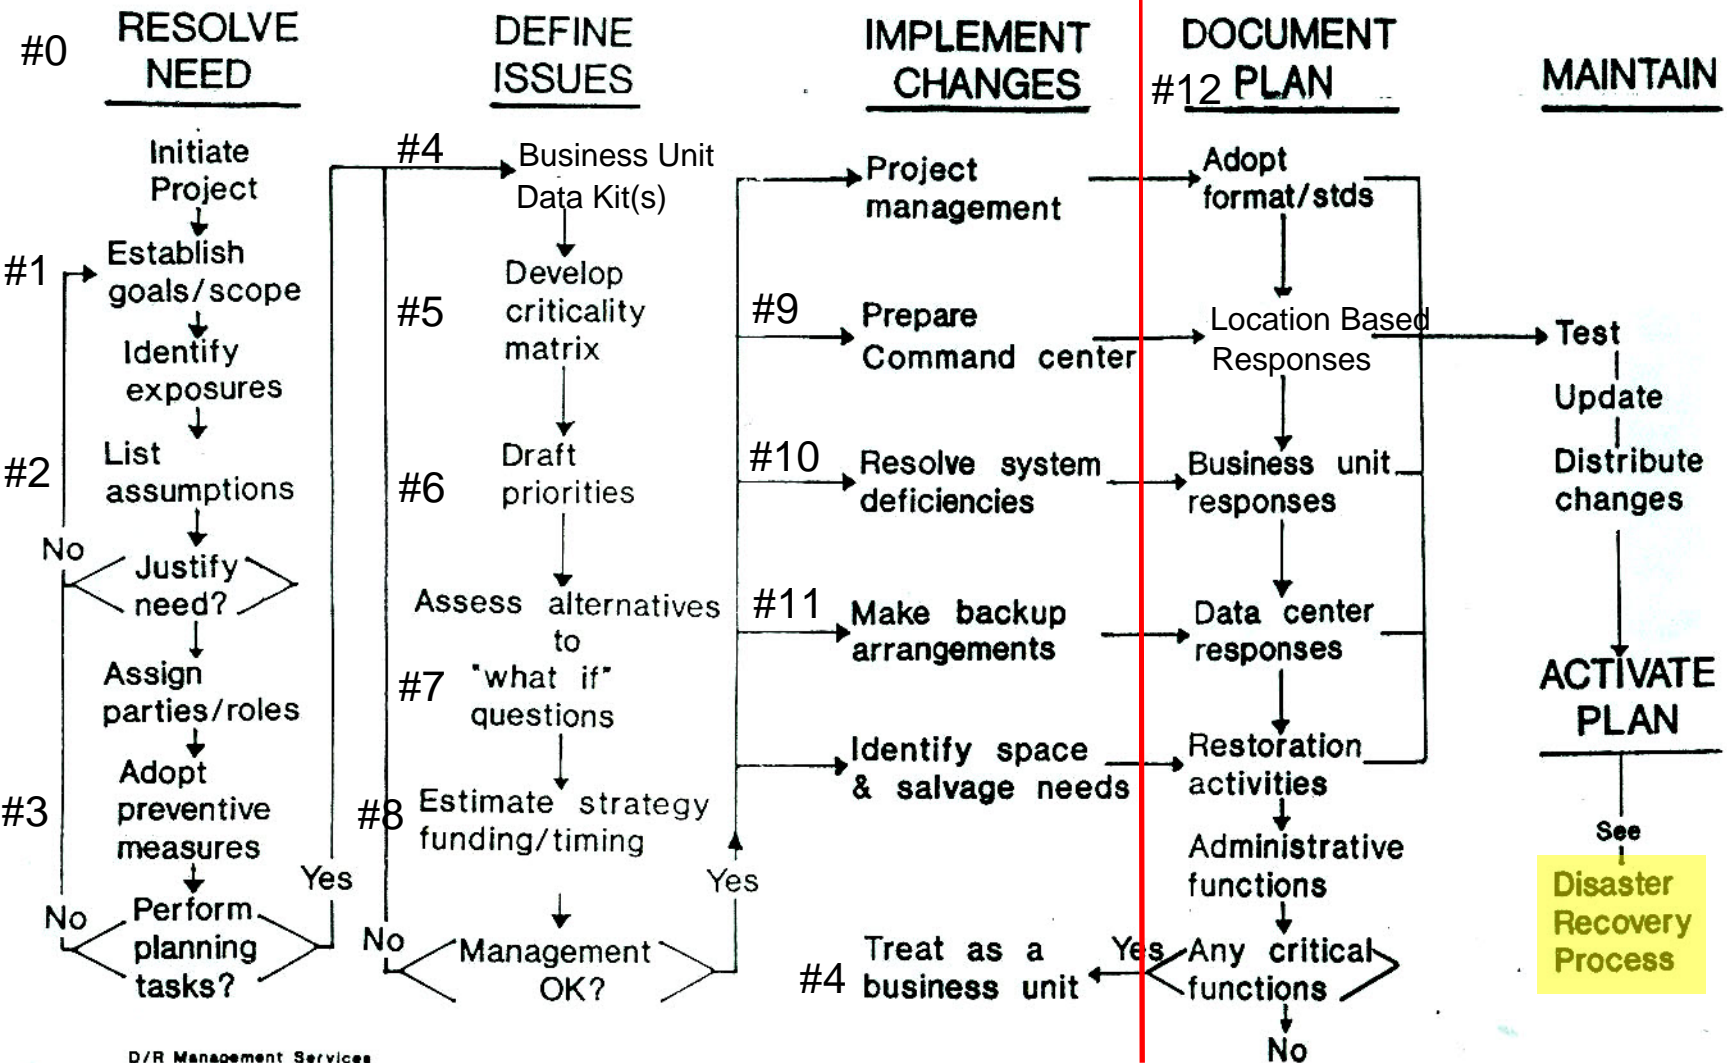 #0
RESOLVE
NEED
Initiate
Project
#1
Establish
goals/scope
Identify
exposures
#2
List
assumptions
No
Justify
need?
Assign
parties/roles
#3
Adopt
preventive
measures
Yes
No
Perform
planning
tasks?
D/R Management Services
DEFINE
ISSUES
#4
Business Unit
Data Kit(s)
#5
Develop
criticality
matrix
#6
Draft
priorities
Assess alternatives
to
#7
"what if"
questions
#8
Estimate strategy
funding/timing
Yes
No
Management
OK?
IMPLEMENT
CHANGES
Project
management
#9
Prepare
Command center
#10
Resolve system
deficiencies
#11
Make backup
arrangements
Identify space
& salvage needs
#4
Treat as a
business unit
Yes
DOCUMENT
#12 PLAN
Adopt
format/stds
Location Based
Responses
Business unit
responses
Data center
responses
Restoration
activities
Administrative
functions
Any critical
functions
No
MAINTAIN
Test
Update
Distribute
changes
ACTIVATE
PLAN
See
Disaster
Recovery
Process